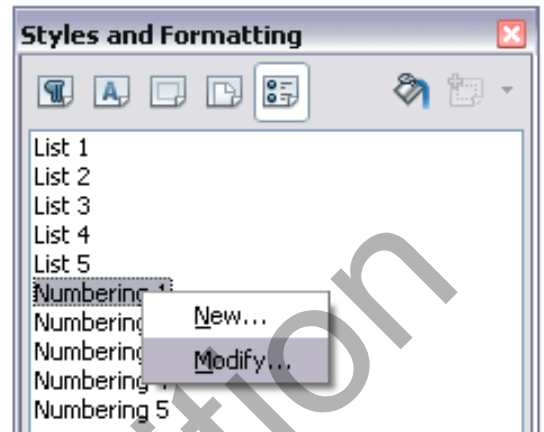 Styles and Formatting
List 1
List 2
List 3
List 4
List 5
Numbering 1
Numbering
New...
Numbering
Modify...
Numbering
Numbering 5